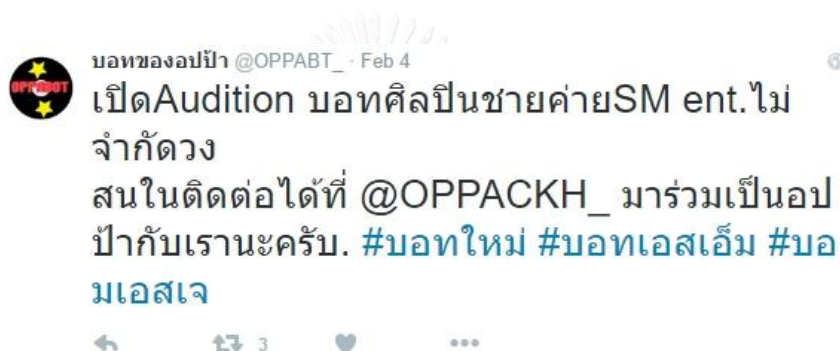 บอทของอปป้า @OPPABT_ · Feb 4
OPPABOT
เปิดAudition บอทศิลปินชายค่ายSM ent.ไม่
จำกัดวง
สนในติดต่อได้ที่ @OPPACKH_ มาร่วมเป็นอป
ป้ากับเรานะครับ. #บอทใหม่ #บอทเอสเอ็ม #บอ
มเอสเจ
3